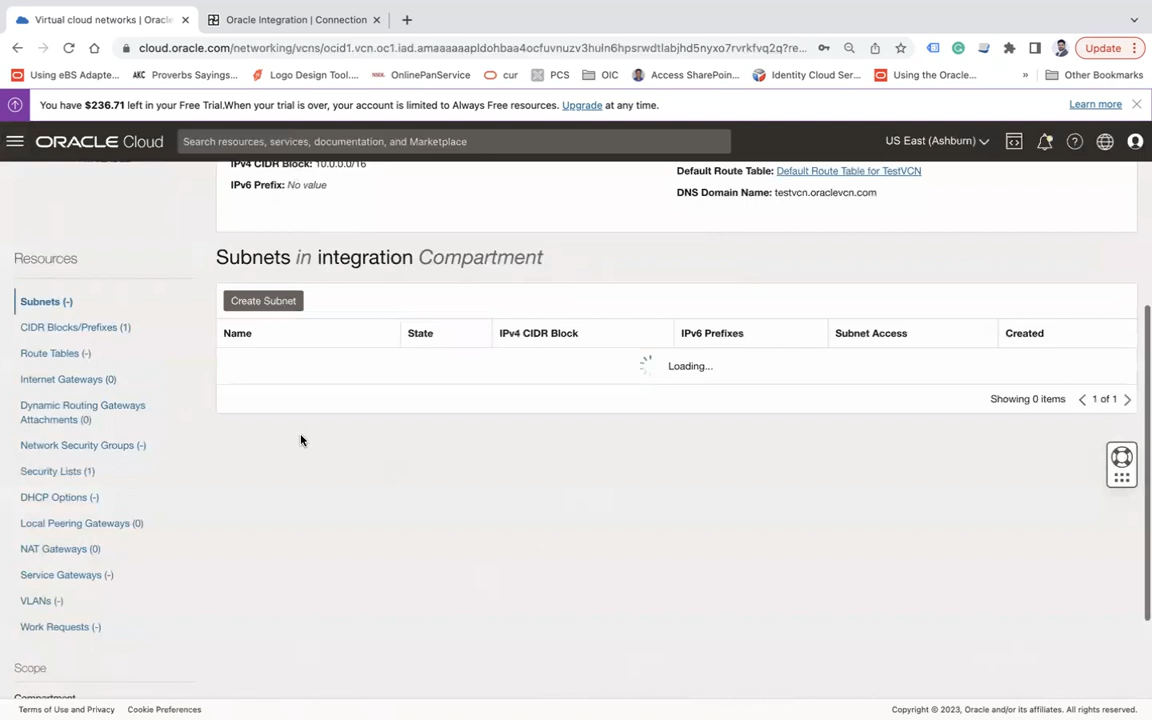 Virtual cloud networks | Oracle
Oracle Integration | Connection
cloud.oracle.com/networking/vcns/ocid1.vcn.oc1.iad.amaaaaaapldohbaa4ocfuvnuzv3huln6hpsrwdtlabjhd5nyxo7rvrkfvq2q?re...
Update
Using eBS Adapte...
AKC Proverbs Sayings...
Logo Design Tool....
OnlinePanService
cur
PCS
OIC
Access SharePoin...
Identity Cloud Ser...
Using the Oracle...
»
Other Bookmarks
You have $236.71 left in your Free Trial.When your trial is over, your account is limited to Always Free resources. Upgrade at any time.
Learn more
ORACLE Cloud
Search resources, services, documentation, and Marketplace
US East (Ashburn)
IPv4 CIDR Block: 10.0.0.0/16
IPv6 Prefix: No value
Default Route Table: Default Route Table for TestVCN
DNS Domain Name: testvcn.oraclevcn.com
Resources
Subnets (-)
CIDR Blocks/Prefixes (1)
Route Tables (-)
Internet Gateways (0)
Dynamic Routing Gateways
Attachments (0)
Network Security Groups (-)
Security Lists (1)
DHCP Options (-)
Local Peering Gateways (0)
NAT Gateways (0)
Service Gateways (-)
VLANs (-)
Work Requests (-)
Scope
Compartment
Subnets in integration Compartment
Create Subnet
Name State IPv4 CIDR Block IPv6 Prefixes Subnet Access Created
Loading...
Showing 0 items < 1 of 1 >
Terms of Use and Privacy Cookie Preferences
Copyright © 2023, Oracle and/or its affiliates. All rights reserved.